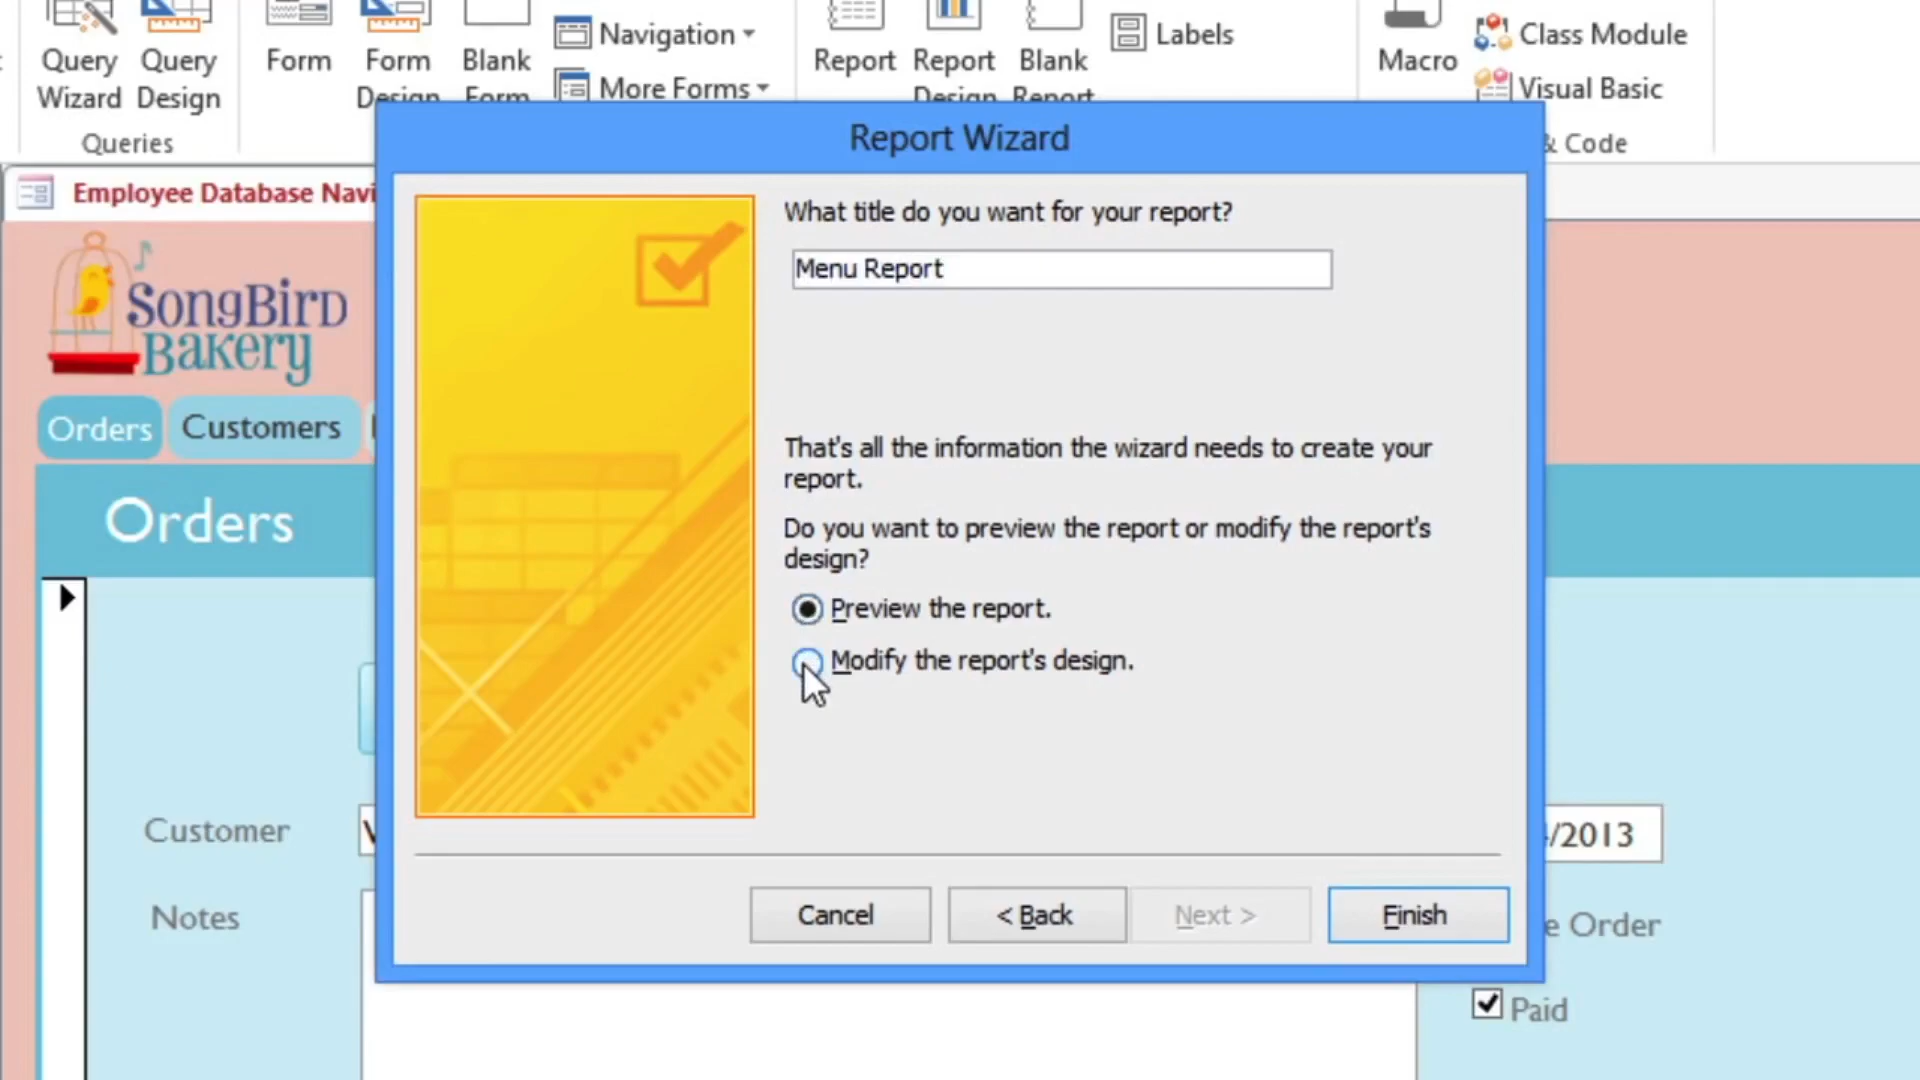 Query Wizard
Query Design
Form
Form Design
Blank Form
Navigation
More Forms
Report
Report Design
Blank Report
Labels
Macro
Class Module
Visual Basic
Queries
& Code
Report Wizard
Employee Database Navi
SongBird
Bakery
Orders
Customers
Orders
What title do you want for your report?
Menu Report
That's all the information the wizard needs to create your
report.
Do you want to preview the report or modify the report's
design?
Preview the report.
Modify the report's design.
Customer
/2013
Notes
Cancel
< Back
Next >
Finish
e Order
Paid